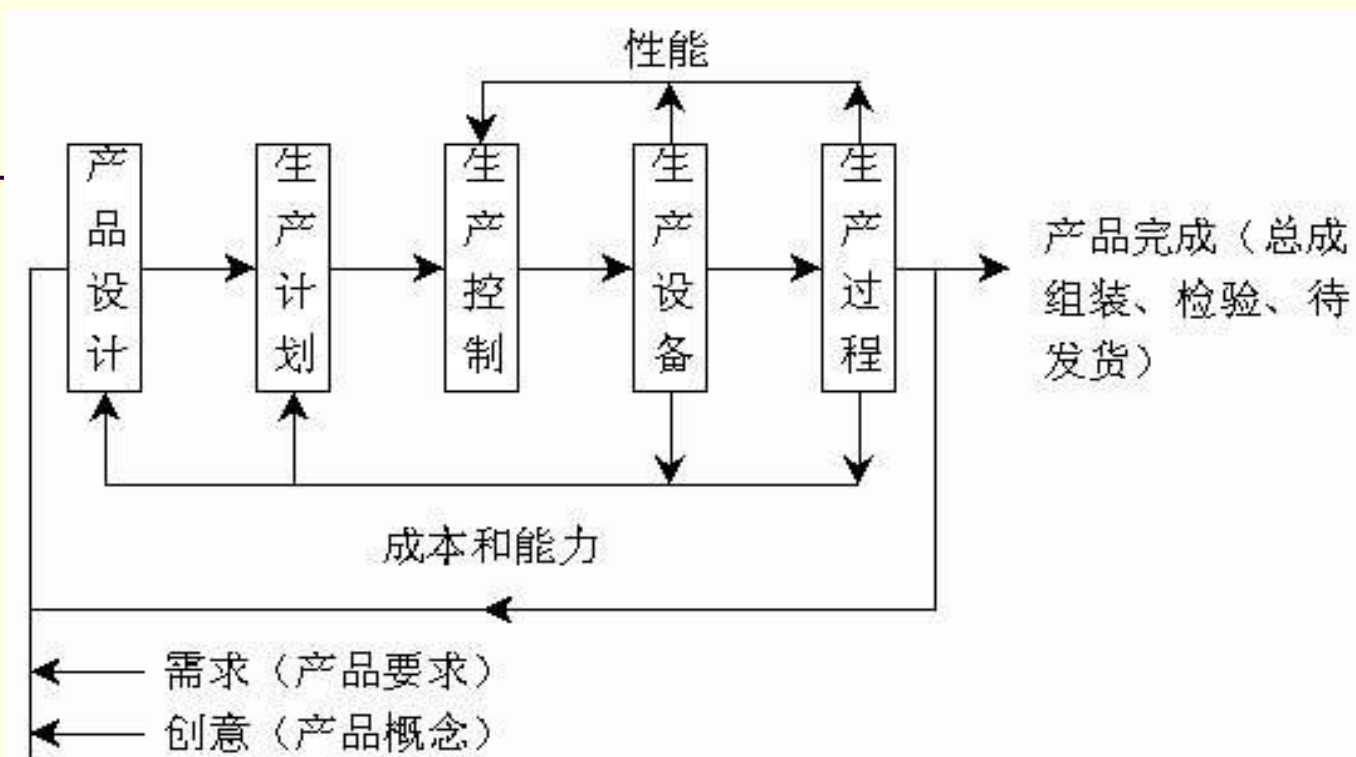 性能
产品设计
生产计划
生产控制
生产设备
生产过程
产品完成（总成
组装、检验、待
发货）
成本和能力
需求（产品要求）
创意（产品概念）